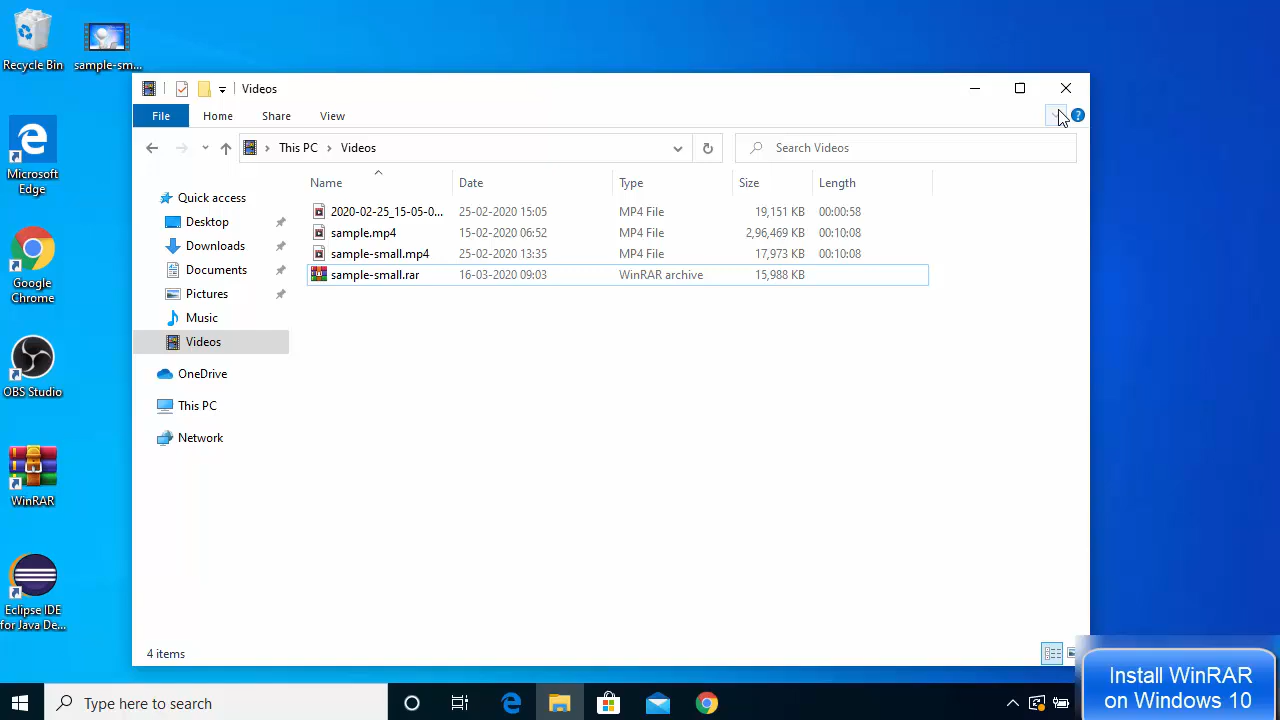 Recycle Bin
sample-sm...
Videos
File Home Share View
This PC Videos
Search Videos
Name Date Type Size Length
2020-02-25_15-05-0... 25-02-2020 15:05 MP4 File 19,151 KB 00:00:58
sample.mp4 15-02-2020 06:52 MP4 File 2,96,469 KB 00:10:08
sample-small.mp4 25-02-2020 13:35 MP4 File 17,973 KB 00:10:08
sample-small.rar 16-03-2020 09:03 WinRAR archive 15,988 KB
Quick access
Desktop
Downloads
Documents
Pictures
Music
Videos
OneDrive
This PC
Network
4 items
Microsoft
Edge
Google
Chrome
OBS Studio
WinRAR
Eclipse IDE
for Java De...
Type here to search
Install WinRAR
on Windows 10